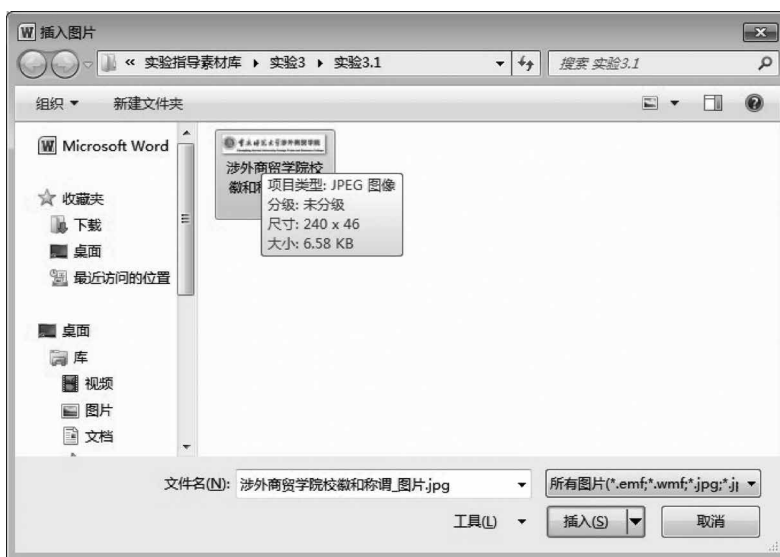 插入图片
« 实验指导素材库 ▸ 实验3 ▸ 实验3.1
搜索 实验3.1
组织 新建文件夹
Microsoft Word
收藏夹
下载
桌面
最近访问的位置
桌面
库
视频
图片
文档
涉外商贸学院校
徽和称
项目类型: JPEG 图像
分级: 未分级
尺寸: 240 x 46
大小: 6.58 KB
文件名(N): 涉外商贸学院校徽和称谓_图片.jpg
所有图片(*.emf;*.wmf;*.jpg;*.j
工具(L) 插入(S) 取消